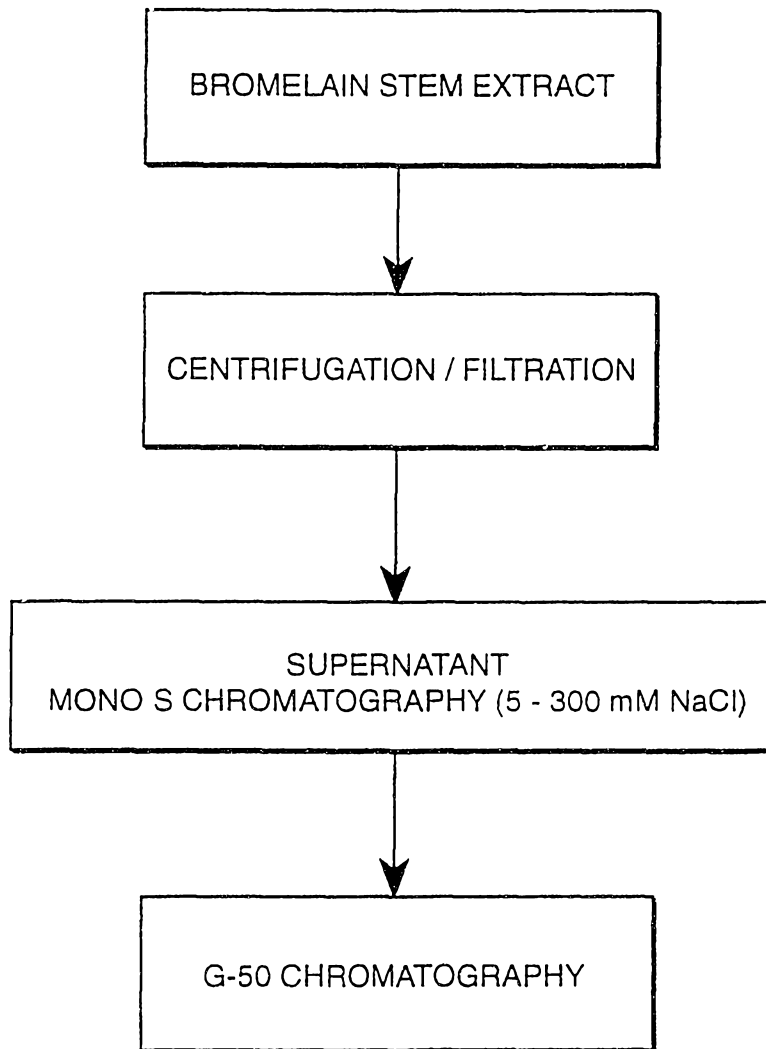 BROMELAIN STEM EXTRACT
CENTRIFUGATION / FILTRATION
SUPERNATANT
MONO S CHROMATOGRAPHY (5 - 300 mM NaCl)
G-50 CHROMATOGRAPHY